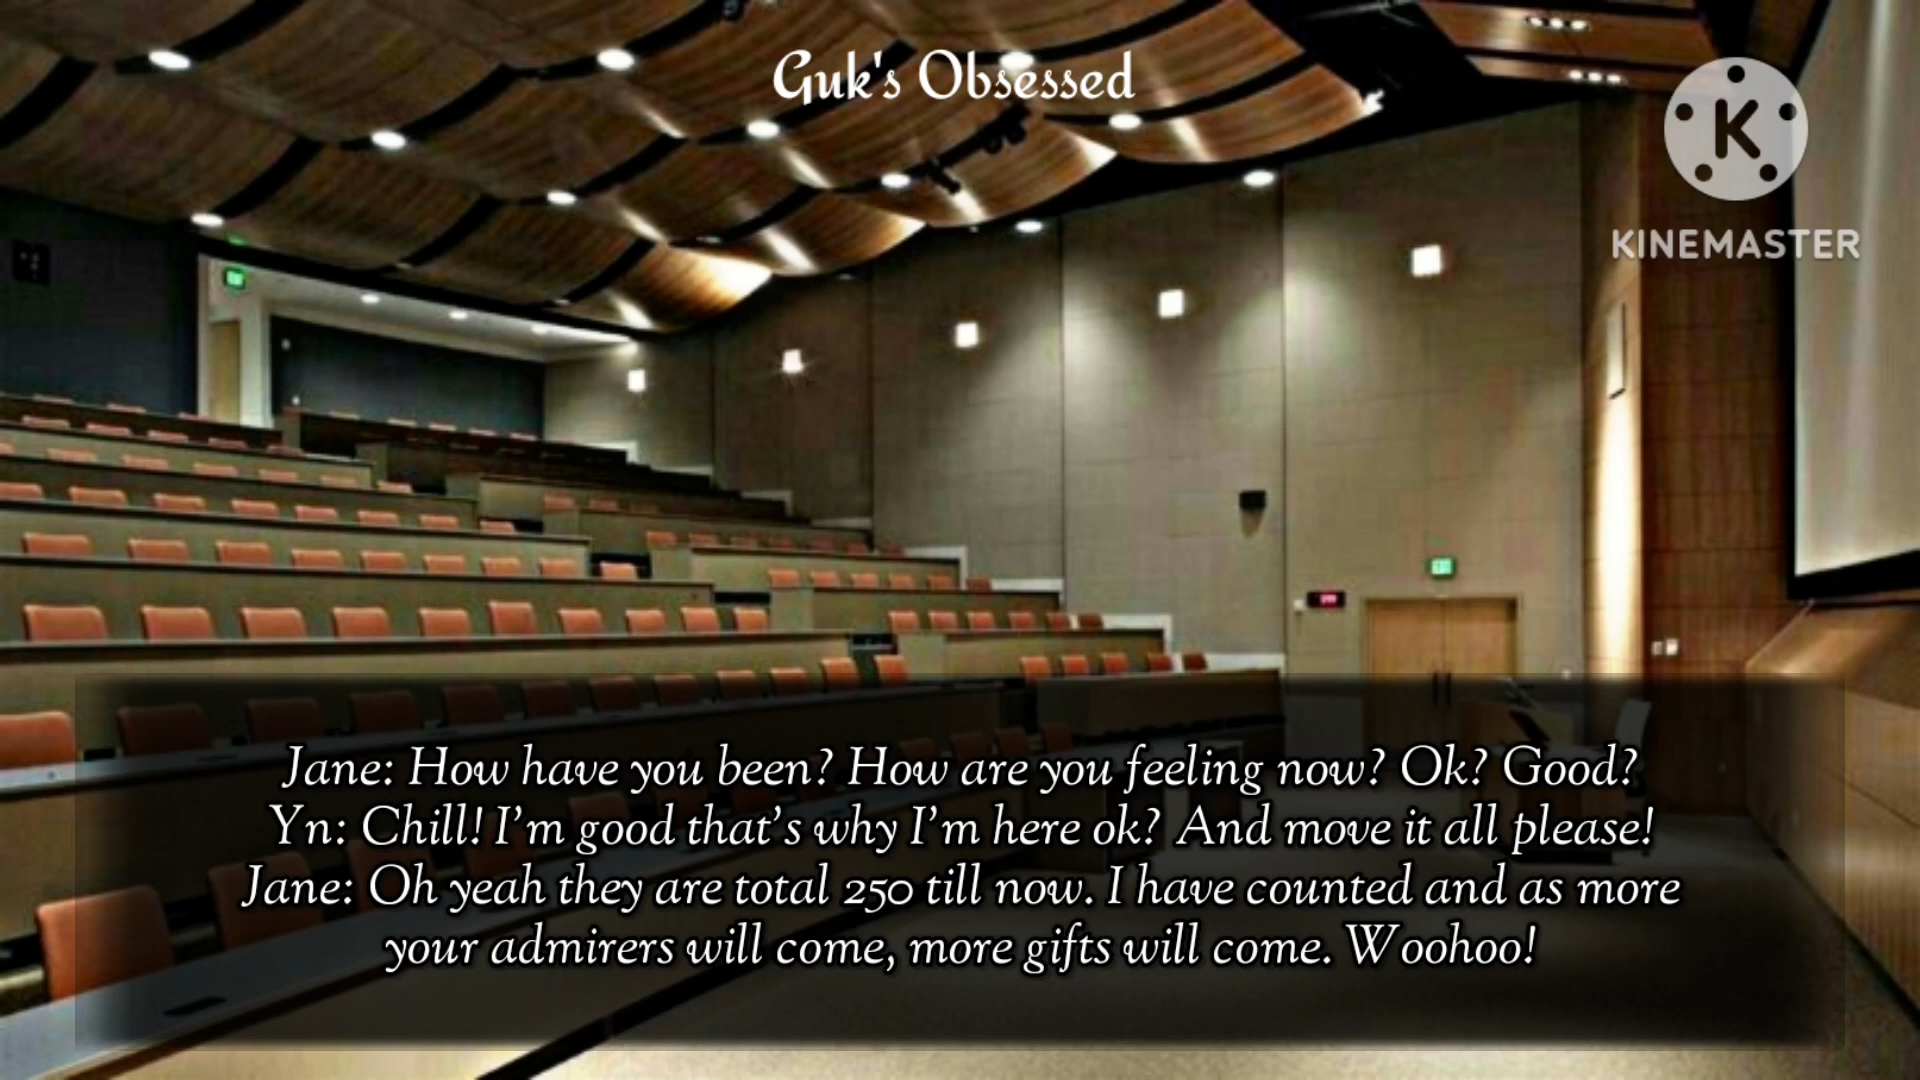 Guk's Obsessed
K
KINEMASTER
Jane: How have you been? How are you feeling now? Ok? Good?
Yn: Chill! I'm good that's why I'm here ok? And move it all please!
Jane: Oh yeah they are total 250 till now. I have counted and as more
your admirers will come, more gifts will come. Woohoo!